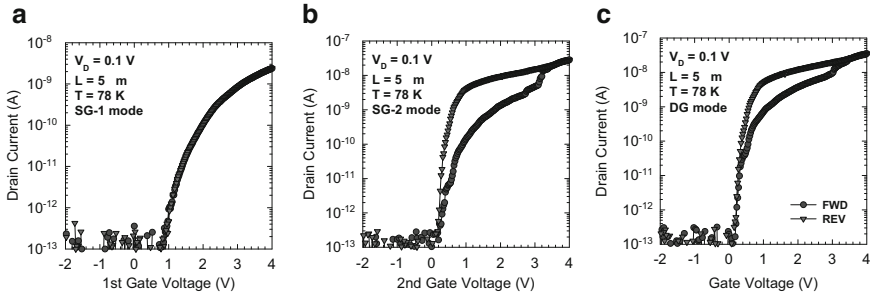 a
10⁻⁸
10⁻⁹
10⁻¹⁰
10⁻¹¹
10⁻¹²
10⁻¹³
Drain Current (A)
V_D = 0.1 V
L = 5 m
T = 78 K
SG-1 mode
-2 -1 0 1 2 3 4
1st Gate Voltage (V)
b
10⁻⁷
10⁻⁸
10⁻⁹
10⁻¹⁰
10⁻¹¹
10⁻¹²
10⁻¹³
Drain Current (A)
V_D = 0.1 V
L = 5 m
T = 78 K
SG-2 mode
-2 -1 0 1 2 3 4
2nd Gate Voltage (V)
c
10⁻⁷
10⁻⁸
10⁻⁹
10⁻¹⁰
10⁻¹¹
10⁻¹²
10⁻¹³
Drain Current (A)
V_D = 0.1 V
L = 5 m
T = 78 K
DG mode
FWD
REV
-2 -1 0 1 2 3 4
Gate Voltage (V)